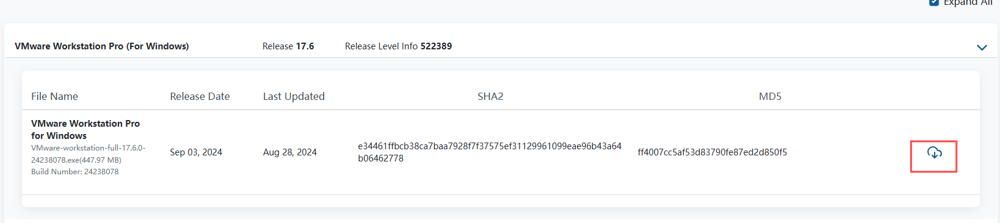 Expand All
VMware Workstation Pro (For Windows) Release 17.6 Release Level Info 522389
File Name Release Date Last Updated SHA2 MD5
VMware Workstation Pro
for Windows
VMware-workstation-full-17.6.0-
24238078.exe(447.97 MB)
Build Number: 24238078
Sep 03, 2024
Aug 28, 2024
e34461ffbcb38ca7baa7928f7f37575ef31129961099eae96b43a64
b06462778
ff4007cc5af53d83790fe87ed2d850f5